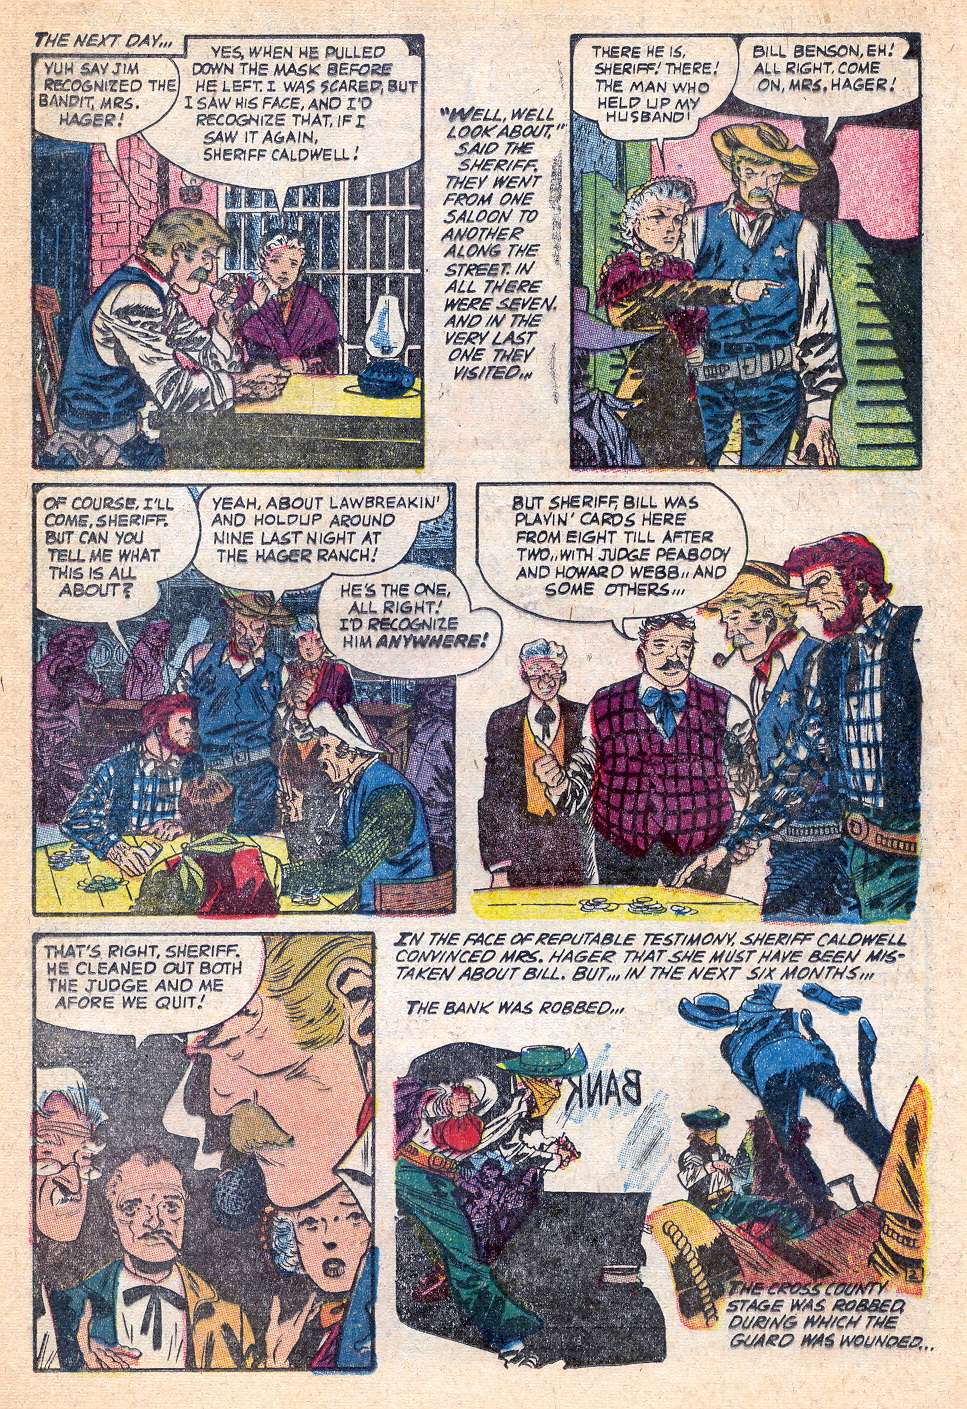 THE NEXT DAY...
YUH SAY JIM
RECOGNIZED THE
BANDIT, MRS.
HAGER!
YES, WHEN HE PULLED
DOWN THE MASK BEFORE
HE LEFT. I WAS SCARED, BUT
I SAW HIS FACE, AND I'D
RECOGNIZE THAT, IF I
SAW IT AGAIN,
SHERIFF CALDWELL!
"WELL, WELL
LOOK ABOUT,"
SAID THE
SHERIFF.
THEY WENT
FROM ONE
SALOON TO
ANOTHER
ALONG THE
STREET. IN
ALL THERE
WERE SEVEN.
AND IN THE
VERY LAST
ONE THEY
VISITED...
THERE HE IS,
SHERIFF! THERE!
THE MAN WHO
HELD UP MY
HUSBAND!
BILL BENSON, EH!
ALL RIGHT, COME
ON, MRS. HAGER!
OF COURSE, I'LL
COME, SHERIFF.
BUT CAN YOU
TELL ME WHAT
THIS IS ALL
ABOUT?
YEAH, ABOUT LAWBREAKIN'
AND HOLDUP AROUND
NINE LAST NIGHT AT
THE HAGER RANCH!
HE'S THE ONE,
ALL RIGHT!
I'D RECOGNIZE
HIM ANYWHERE!
BUT SHERIFF, BILL WAS
PLAYIN' CARDS HERE
FROM EIGHT TILL AFTER
TWO,, WITH JUDGE PEABODY
AND HOWARD WEBB,, AND
SOME OTHERS...
THAT'S RIGHT, SHERIFF.
HE CLEANED OUT BOTH
THE JUDGE AND ME
AFORE WE QUIT!
IN THE FACE OF REPUTABLE TESTIMONY, SHERIFF CALDWELL
CONVINCED MRS. HAGER THAT SHE MUST HAVE BEEN MIS-
TAKEN ABOUT BILL. BUT... IN THE NEXT SIX MONTHS...
THE BANK WAS ROBBED...
BANK
THE CROSS COUNTY
STAGE WAS ROBBED,
DURING WHICH THE
GUARD WAS WOUNDED...
2